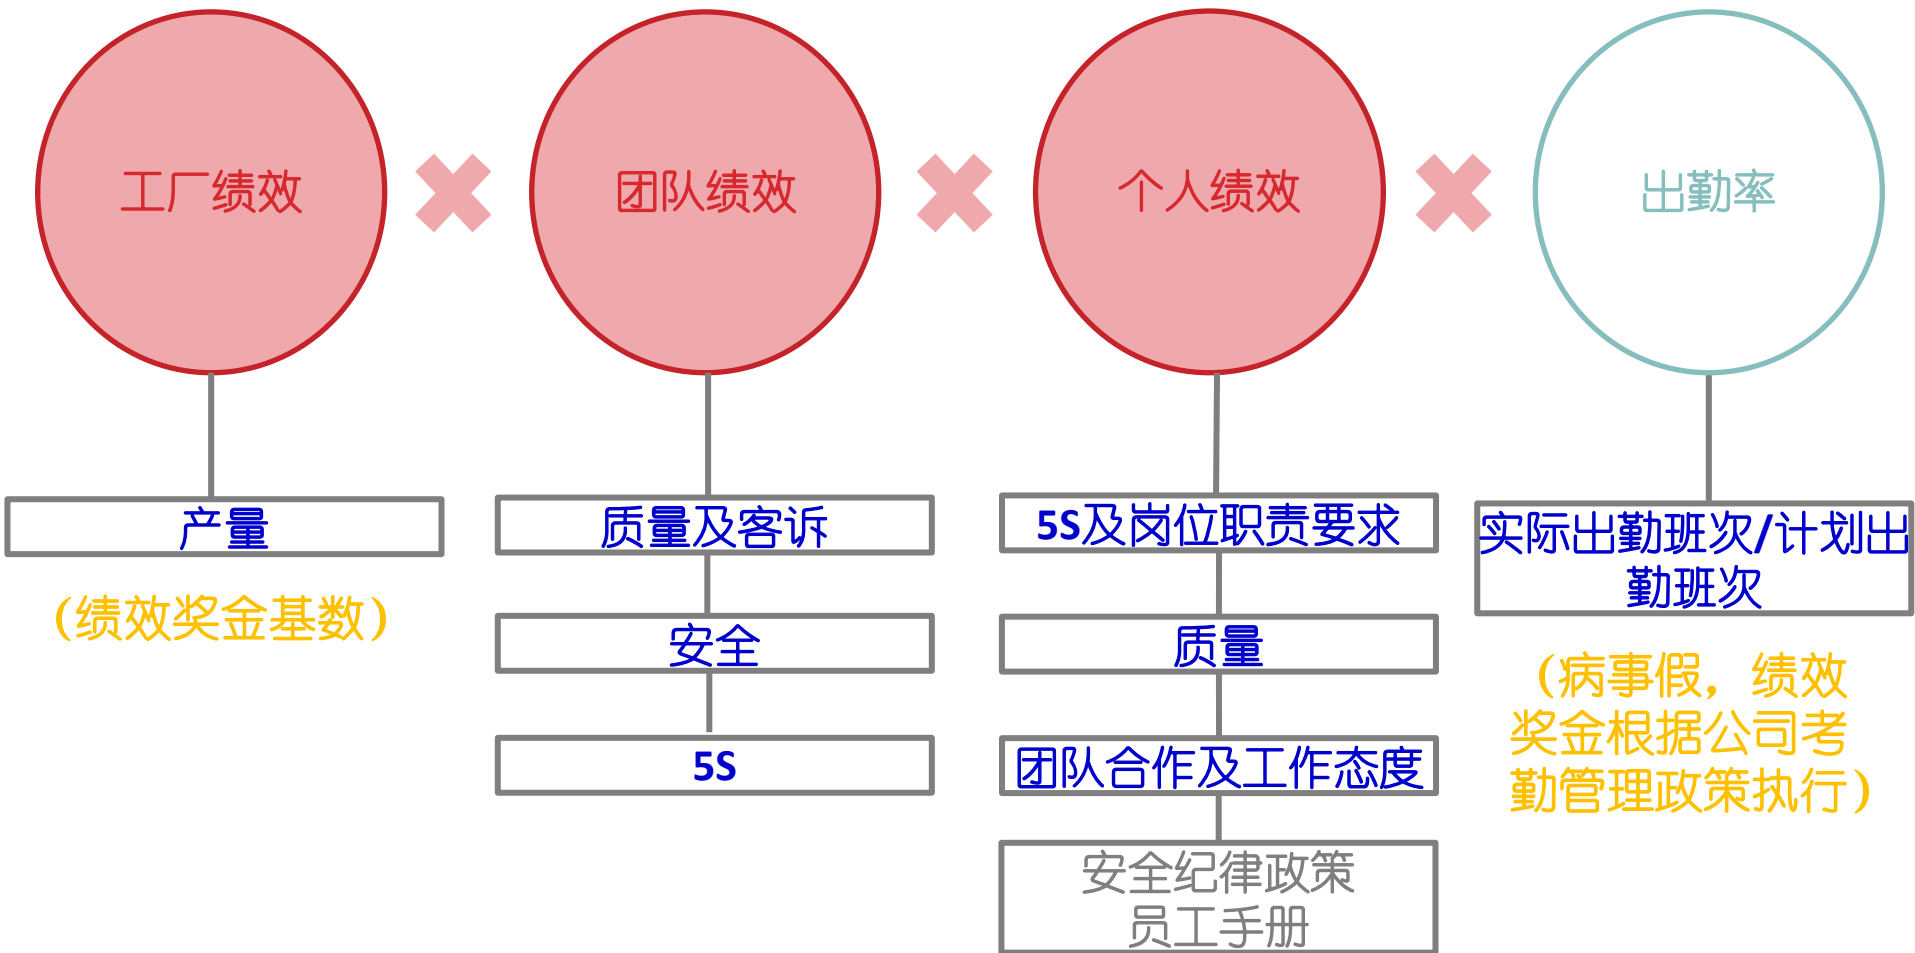 工厂绩效
团队绩效
个人绩效
出勤率
产量
(绩效奖金基数)
质量及客诉
安全
5S
5S及岗位职责要求
质量
团队合作及工作态度
安全纪律政策
员工手册
实际出勤班次/计划出
勤班次
(病事假，绩效
奖金根据公司考
勤管理政策执行)